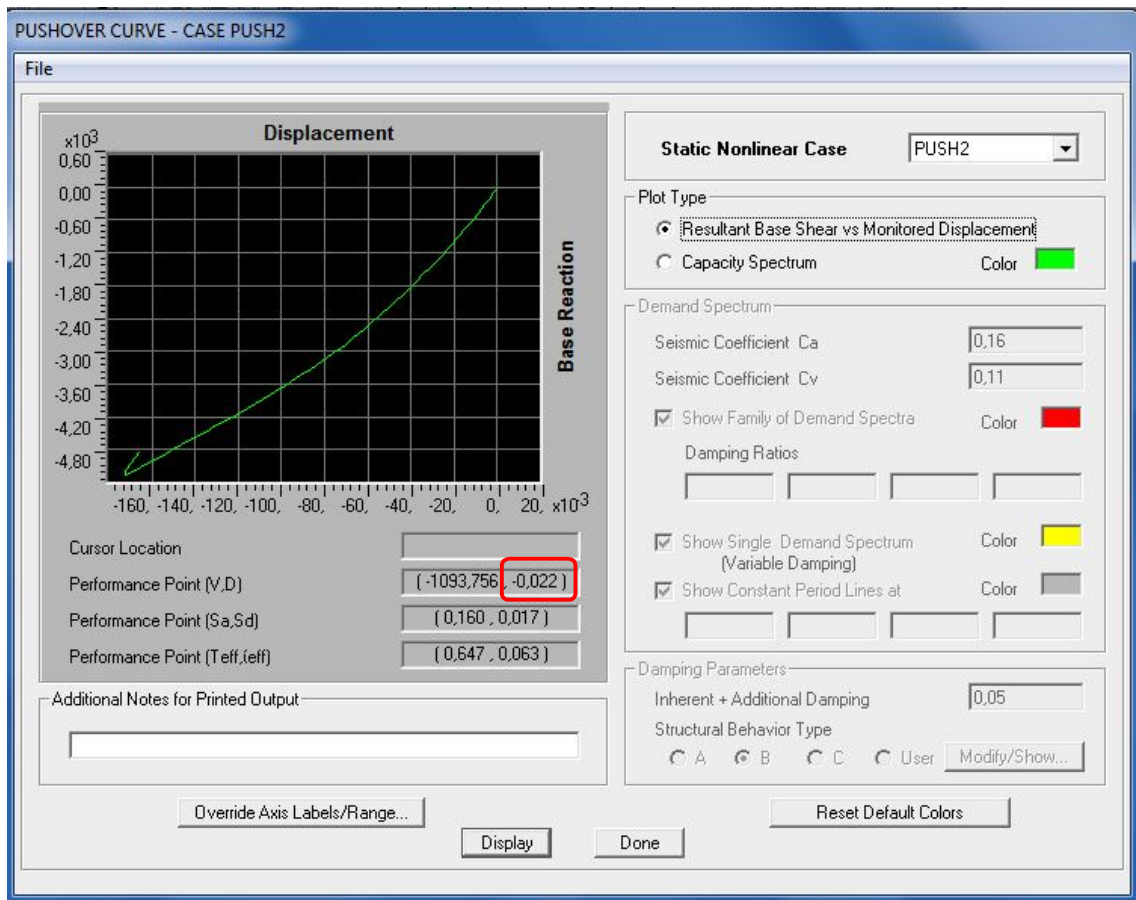 PUSHOVER CURVE - CASE PUSH2
File
Displacement
x10³
0,60
0,00
-0,60
-1,20
-1,80
-2,40
-3,00
-3,60
-4,20
-4,80
Base Reaction
-160, -140, -120, -100, -80, -60, -40, -20, 0, 20, x10⁻³
Cursor Location
Performance Point (V,D) ( -1093,756 , -0,022 )
Performance Point (Sa,Sd) ( 0,160 , 0,017 )
Performance Point (Teff,ίeff) ( 0,647 , 0,063 )
Additional Notes for Printed Output
Static Nonlinear Case PUSH2
Plot Type
Resultant Base Shear vs Monitored Displacement
Capacity Spectrum Color
Demand Spectrum
Seismic Coefficient Ca 0,16
Seismic Coefficient Cv 0,11
Show Family of Demand Spectra Color
Damping Ratios
Show Single Demand Spectrum Color
(Variable Damping)
Show Constant Period Lines at Color
Damping Parameters
Inherent + Additional Damping 0,05
Structural Behavior Type
A B C User Modify/Show...
Override Axis Labels/Range... Reset Default Colors
Display Done